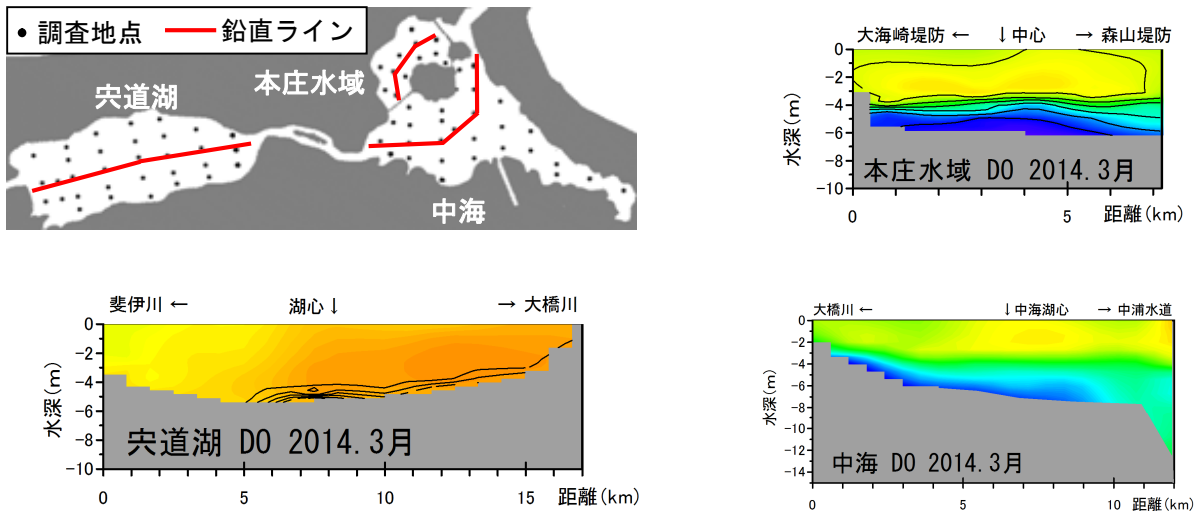 調査地点 鉛直ライン
宍道湖
本庄水域
中海
大海崎堤防 ← ↓中心 → 森山堤防
0
-2
-4
-6
-8
-10
水深(m)
本庄水域 DO 2014.3月
0 5 距離(km)
斐伊川 ← 湖心↓ → 大橋川
0
-2
-4
-6
-8
-10
水深(m)
宍道湖 DO 2014.3月
0 5 10 15 距離(km)
大橋川 ← ↓中海湖心 → 中浦水道
0
-2
-4
-6
-8
-10
-12
-14
水深(m)
中海 DO 2014.3月
0 5 10 距離(km)